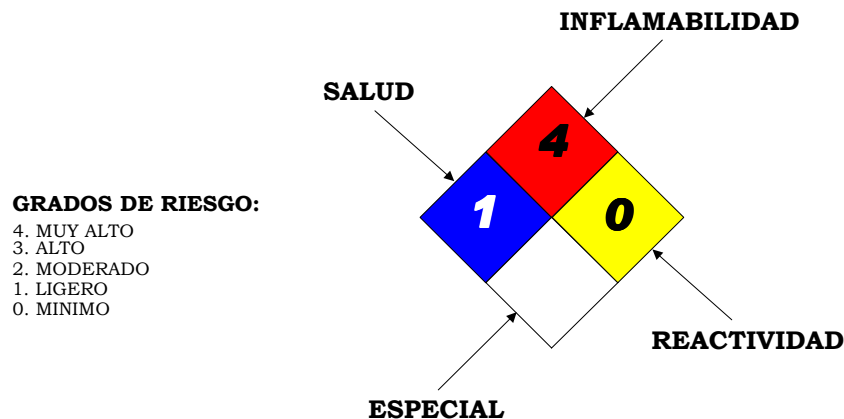 INFLAMABILIDAD
SALUD
4
GRADOS DE RIESGO:
4. MUY ALTO
3. ALTO
2. MODERADO
1. LIGERO
0. MINIMO
1
0
REACTIVIDAD
ESPECIAL